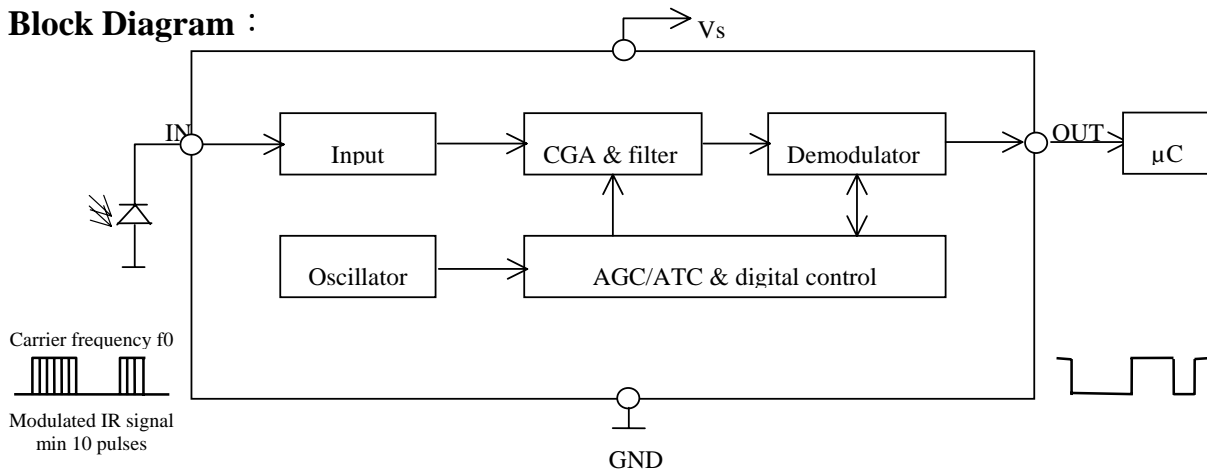 Block Diagram：
Vs
IN
Input
CGA & filter
Demodulator
OUT
µC
Oscillator
AGC/ATC & digital control
Carrier frequency f0
Modulated IR signal
min 10 pulses
GND